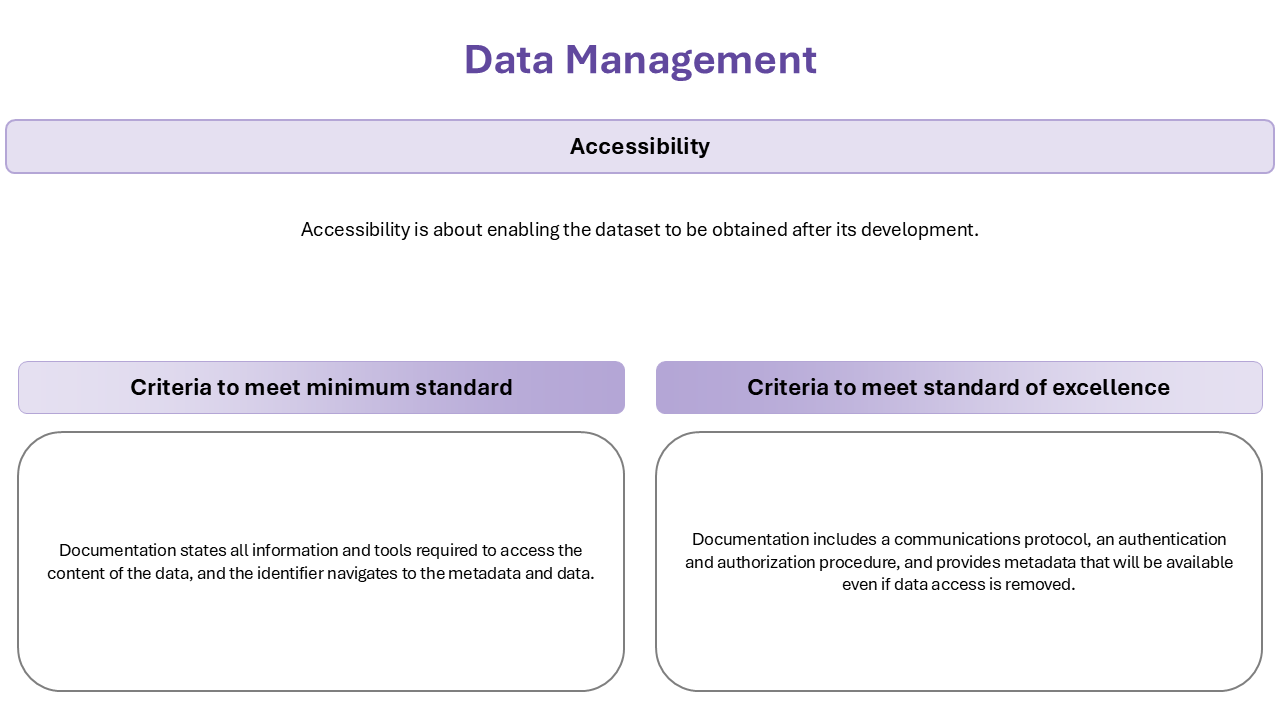 Data Management
Accessibility
Accessibility is about enabling the dataset to be obtained after its development.
Criteria to meet minimum standard
Documentation states all information and tools required to access the
content of the data, and the identifier navigates to the metadata and data.
Criteria to meet standard of excellence
Documentation includes a communications protocol, an authentication
and authorization procedure, and provides metadata that will be available
even if data access is removed.